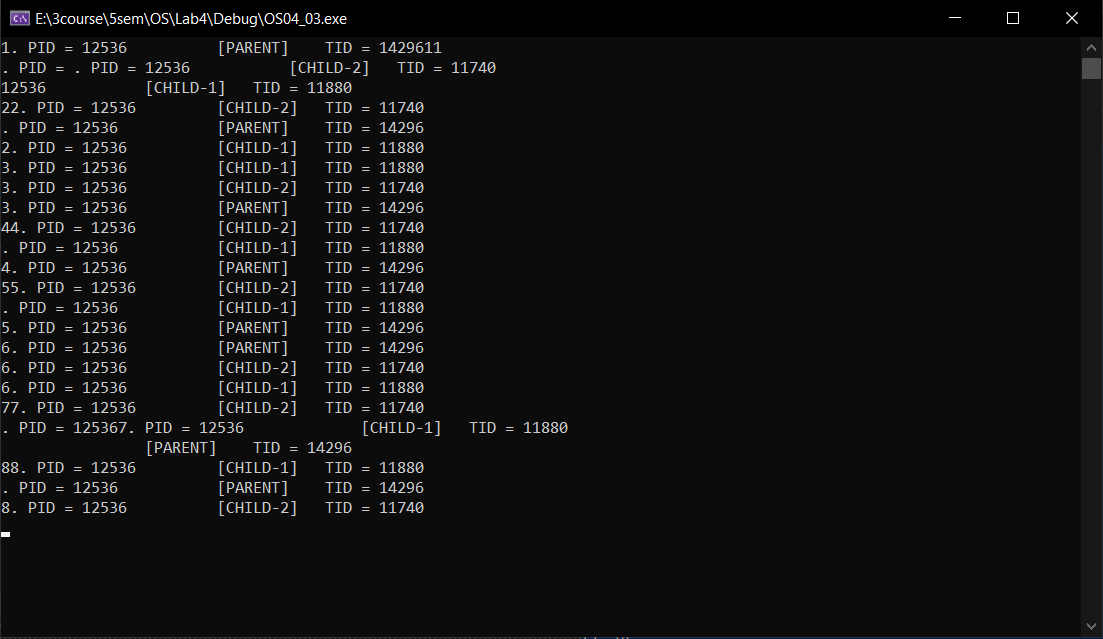 E:\3course\5sem\OS\Lab4\Debug\OS04_03.exe
1. PID = 12536          [PARENT]    TID = 1429611
. PID = . PID = 12536           [CHILD-2]   TID = 11740
12536           [CHILD-1]   TID = 11880
22. PID = 12536         [CHILD-2]   TID = 11740
. PID = 12536           [PARENT]    TID = 14296
2. PID = 12536          [CHILD-1]   TID = 11880
3. PID = 12536          [CHILD-1]   TID = 11880
3. PID = 12536          [CHILD-2]   TID = 11740
3. PID = 12536          [PARENT]    TID = 14296
44. PID = 12536         [CHILD-2]   TID = 11740
. PID = 12536           [CHILD-1]   TID = 11880
4. PID = 12536          [PARENT]    TID = 14296
55. PID = 12536         [CHILD-2]   TID = 11740
. PID = 12536           [CHILD-1]   TID = 11880
5. PID = 12536          [PARENT]    TID = 14296
6. PID = 12536          [PARENT]    TID = 14296
6. PID = 12536          [CHILD-2]   TID = 11740
6. PID = 12536          [CHILD-1]   TID = 11880
77. PID = 12536         [CHILD-2]   TID = 11740
. PID = 125367. PID = 12536             [CHILD-1]   TID = 11880
                [PARENT]    TID = 14296
88. PID = 12536         [CHILD-1]   TID = 11880
. PID = 12536           [PARENT]    TID = 14296
8. PID = 12536          [CHILD-2]   TID = 11740